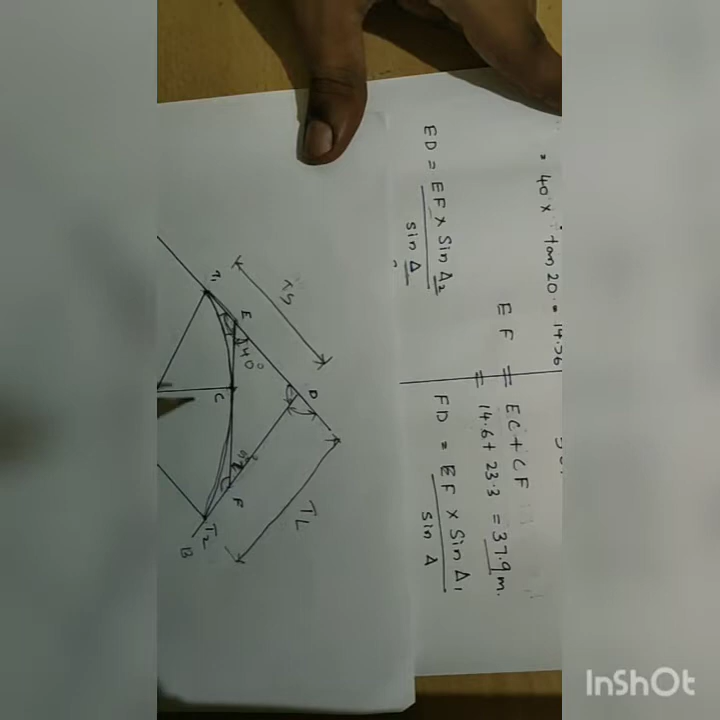 = 40 x tan 20 = 14.56
EF = EC + CF
= 14.6 + 23.3 = 37.9 m.
ED = EF x Sin Δ2
sin Δ
FD = EF x Sin Δ1
sin Δ
TS
T1
E
40°
D
C
F
TL
T2
B
InShOt